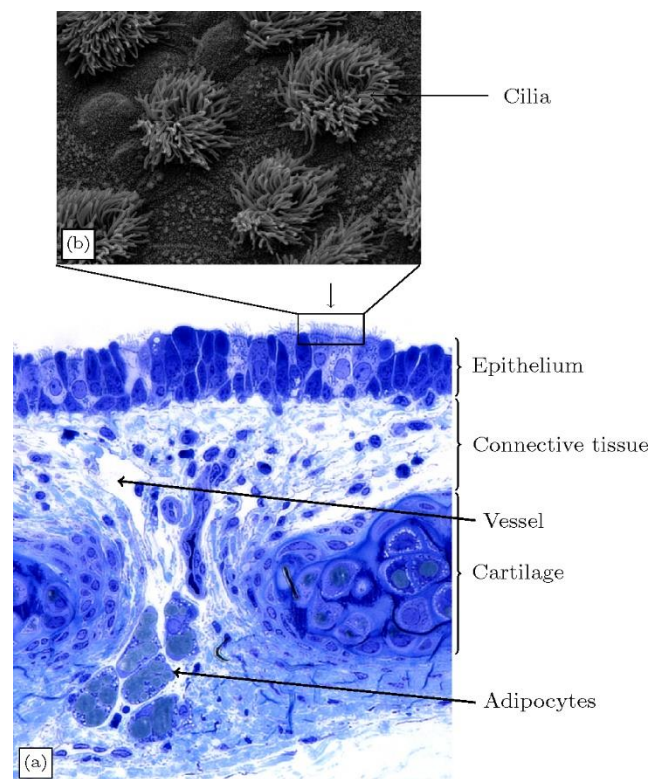 Cilia
(b)
Epithelium
Connective tissue
Vessel
Cartilage
Adipocytes
(a)